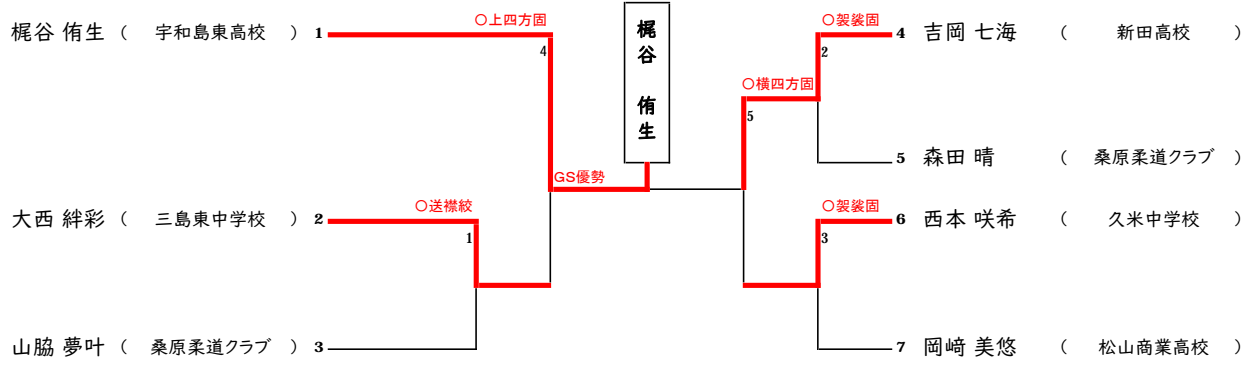 梶谷 侑生 （ 宇和島東高校 ） 1
○上四方固
4
梶谷 侑生
○袈裟固
2
4 吉岡 七海 （ 新田高校 ）
○横四方固
5
5 森田 晴 （ 桑原柔道クラブ ）
GS優勢
大西 絆彩 （ 三島東中学校 ） 2
○送襟絞
1
○袈裟固
3
6 西本 咲希 （ 久米中学校 ）
山脇 夢叶 （ 桑原柔道クラブ ） 3
7 岡﨑 美悠 （ 松山商業高校 ）